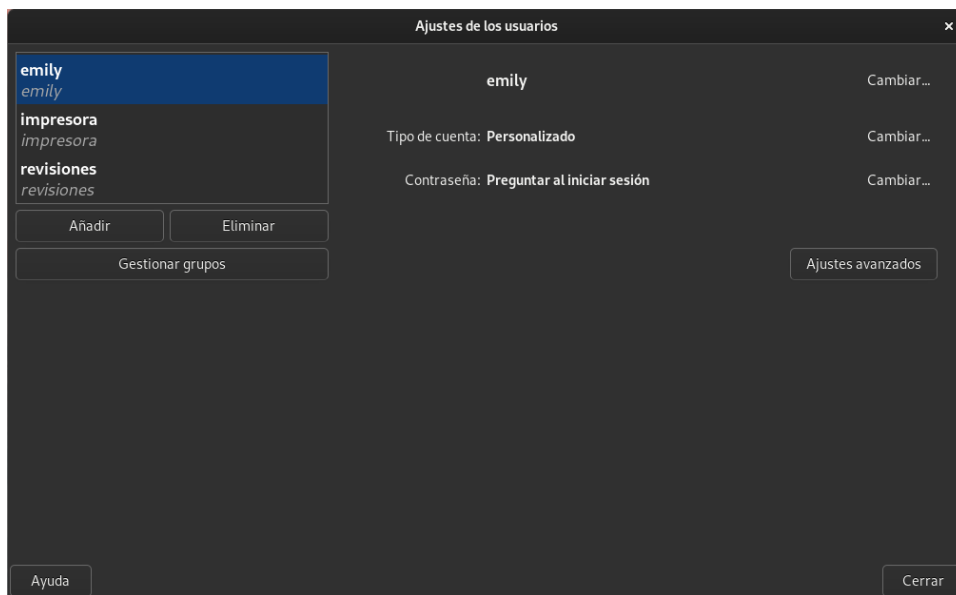 Ajustes de los usuarios
×
emily
emily
impresora
impresora
revisiones
revisiones
Añadir
Eliminar
Gestionar grupos
emily
Cambiar...
Tipo de cuenta: Personalizado
Cambiar...
Contraseña: Preguntar al iniciar sesión
Cambiar...
Ajustes avanzados
Ayuda
Cerrar